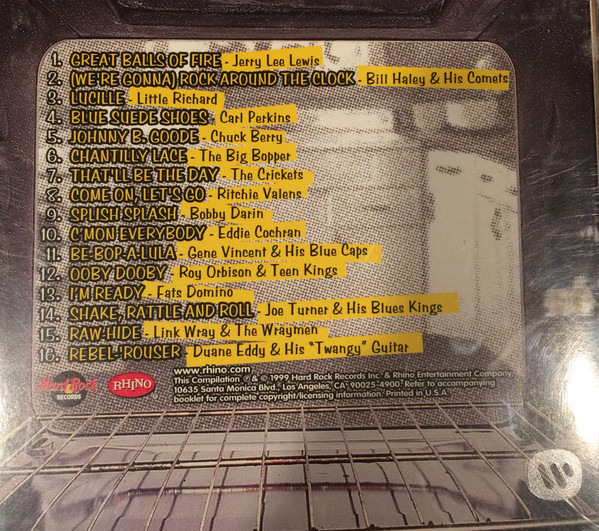 1. GREAT BALLS OF FIRE - Jerry Lee Lewis
2. (WE'RE GONNA) ROCK AROUND THE CLOCK - Bill Haley & His Comets
3. LUCILLE - Little Richard
4. BLUE SUEDE SHOES - Carl Perkins
5. JOHNNY B. GOODE - Chuck Berry
6. CHANTILLY LACE - The Big Bopper
7. THAT'LL BE THE DAY - The Crickets
8. COME ON, LET'S GO - Ritchie Valens
9. SPLISH SPLASH - Bobby Darin
10. C'MON EVERYBODY - Eddie Cochran
11. BE-BOP-A-LULA - Gene Vincent & His Blue Caps
12. OOBY DOOBY - Roy Orbison & Teen Kings
13. I'M READY - Fats Domino
14. SHAKE, RATTLE AND ROLL - Joe Turner & His Blues Kings
15. RAW-HIDE - Link Wray & The Wraymen
16. REBEL-'ROUSER - Duane Eddy & His "Twangy" Guitar
Hard Rock
RECORDS
RHINO
www.rhino.com
This Compilation ℗ & © 1999 Hard Rock Records Inc. & Rhino Entertainment Company,
10635 Santa Monica Blvd., Los Angeles, CA 90025-4900. Refer to accompanying
booklet for complete copyright/licensing information. Printed in U.S.A.